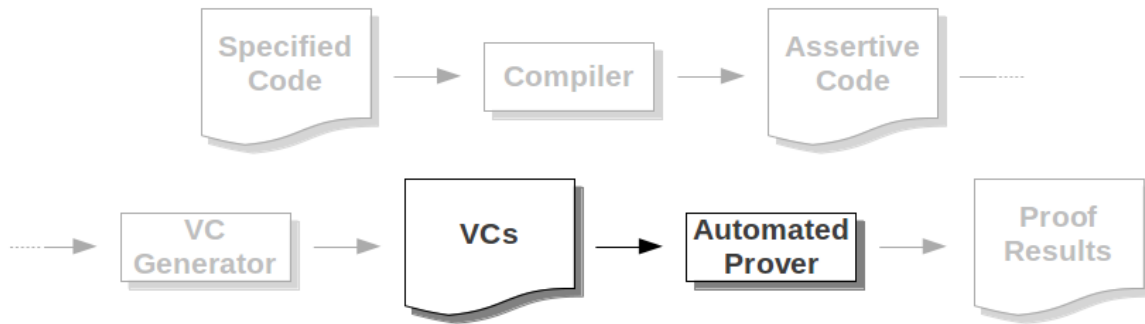 Specified
Code
Compiler
Assertive
Code
VC
Generator
VCs
Automated
Prover
Proof
Results